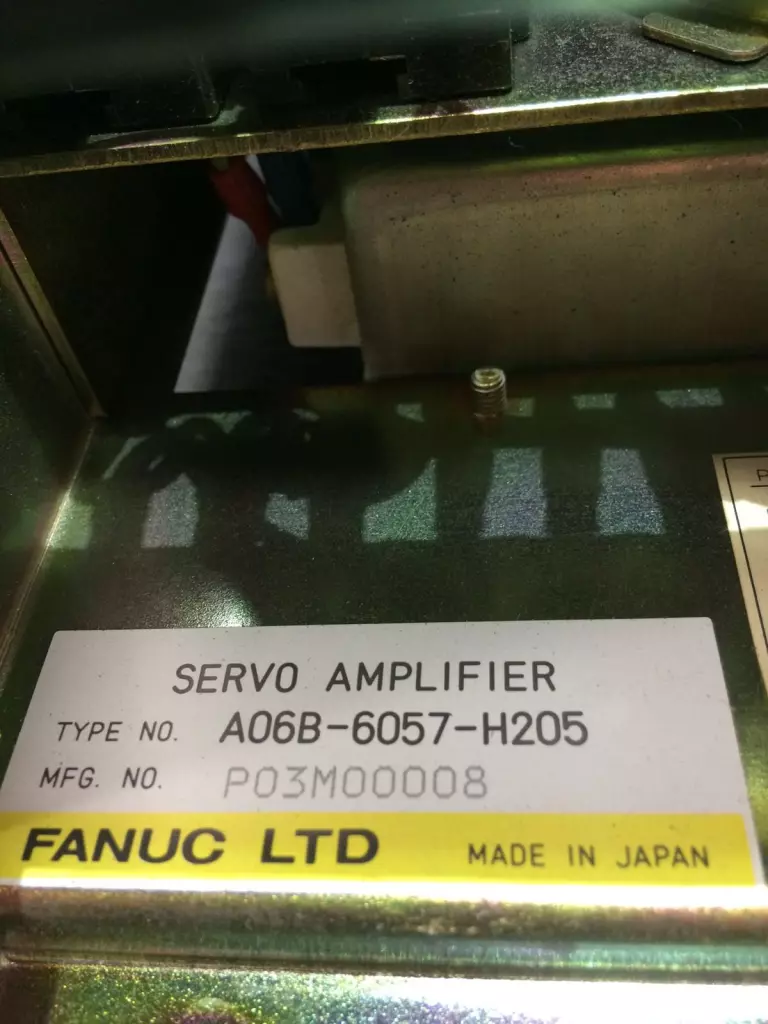 SERVO AMPLIFIER
TYPE NO. A06B-6057-H205
MFG. NO. P03M00008
FANUC LTD MADE IN JAPAN